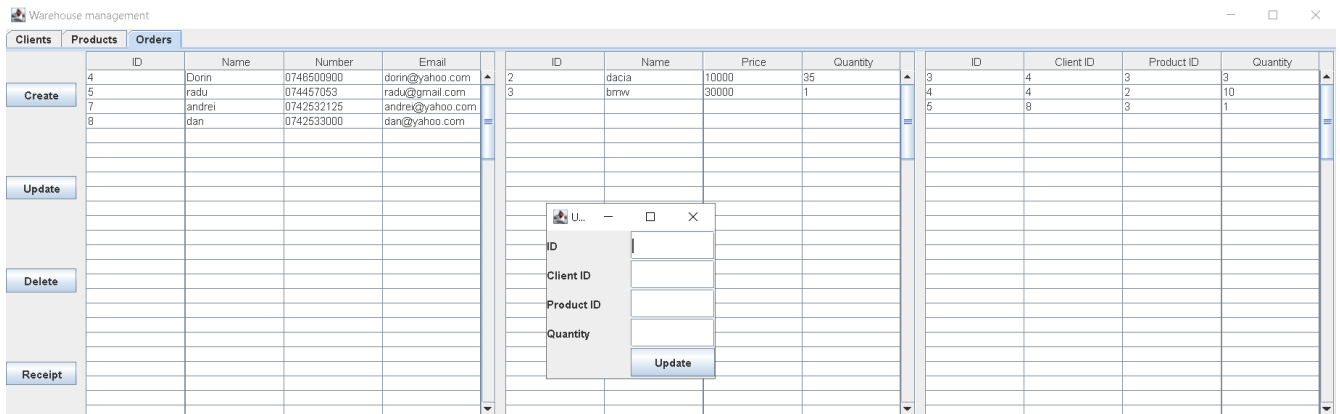 Warehouse management
Clients Products Orders
ID Name Number Email ID Name Price Quantity ID Client ID Product ID Quantity
4 Dorin 0746500900 dorin@yahoo.com 2 dacia 10000 35 3 4 3 3
Create
5 radu 074457053 radu@gmail.com 3 bmw 30000 1 4 4 2 10
7 andrei 0742532125 andrei@yahoo.com 5 8 3 1
8 dan 0742533000 dan@yahoo.com
Update
U...
ID
Client ID
Delete
Product ID
Quantity
Update
Receipt